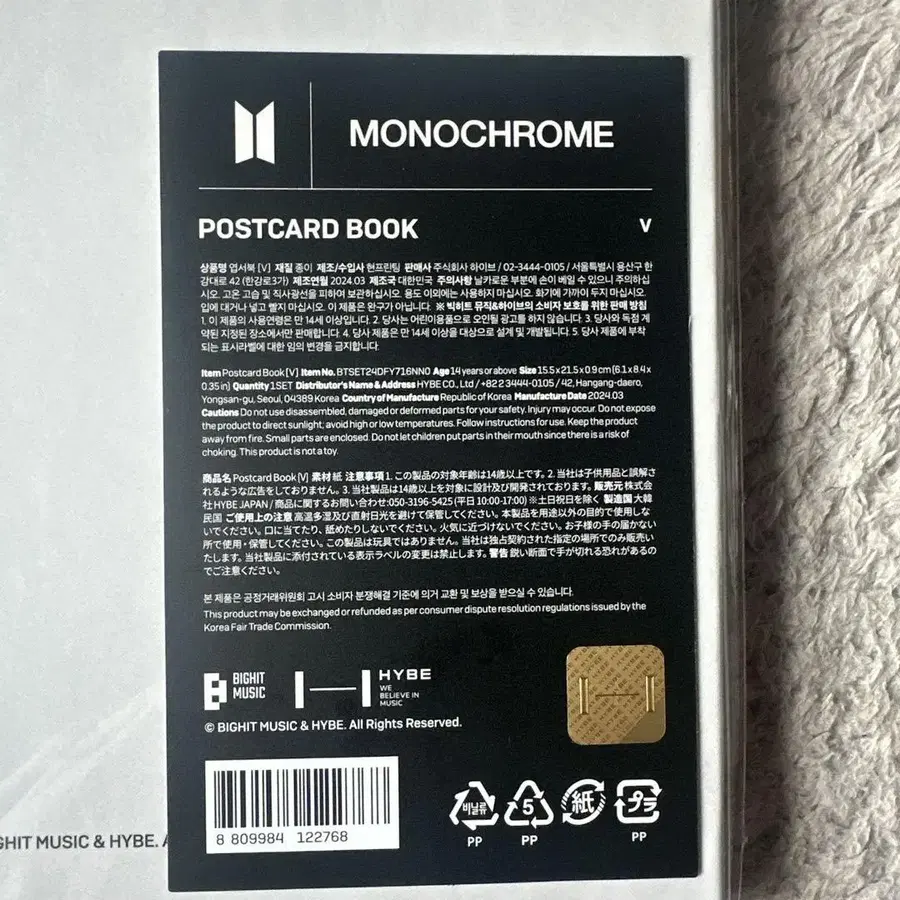 MONOCHROME
POSTCARD BOOK
V
상품명 엽서북 [V] 재질 종이 제조/수입사 현프린팅 판매사 주식회사 하이브 / 02-3444-0105 / 서울특별시 용산구 한
강대로 42 (한강로3가) 제조연월 2024.03 제조국 대한민국 주의사항 날카로운 부분에 손이 베일 수 있으니 주의하십
시오. 고온 고습 및 직사광선을 피하여 보관하십시오. 용도 이외에는 사용하지 마십시오. 화기에 가까이 두지 마십시오.
입에 대거나 넣고 빨지 마십시오. 이 제품은 완구가 아닙니다. ※ 빅히트 뮤직&하이브의 소비자 보호를 위한 판매 방침
1. 이 제품의 사용연령은 만 14세 이상입니다. 2. 당사는 어린이용품으로 오인될 광고를 하지 않습니다. 3. 당사와 독점 계
약된 지정된 장소에서만 판매합니다. 4. 당사 제품은 만 14세 이상을 대상으로 설계 및 개발됩니다. 5. 당사 제품에 부착
되는 표시라벨에 대한 임의 변경을 금지합니다.
Item Postcard Book [V] Item No. BTSET24DFY716NN0 Age 14 years or above Size 15.5 x 21.5 x 0.9 cm (6.1 x 8.4 x
0.35 in) Quantity 1SET Distributor's Name & Address HYBE CO., Ltd / +82 2 3444-0105 / 42, Hangang-daero,
Yongsan-gu, Seoul, 04389 Korea Country of Manufacture Republic of Korea Manufacture Date 2024.03
Cautions Do not use disassembled, damaged or deformed parts for your safety. Injury may occur. Do not expose
the product to direct sunlight, avoid high or low temperatures. Follow instructions for use. Keep the product
away from fire. Small parts are enclosed. Do not let children put parts in their mouth since there is a risk of
choking. This product is not a toy.
商品名 Postcard Book [V] 素材 紙 注意事項 1. この製品の対象年齢は14歳以上です。2. 当社は子供用品と誤解さ
れるような広告をしておりません。3. 当社製品は14歳以上を対象に設計及び開発されております。販売元 株式会
社 HYBE JAPAN / 商品に関するお問い合わせ:050-3196-5425 (平日 10:00-17:00) ※土日祝日を除く 製造国 大韓
民国 ご使用上の注意 高温多湿及び直射日光を避けて保管してください。本製品を用途以外の目的で使用しな
いでください。口に当てたり、舐めたりしないでください。火気に近づけないでください。お子様の手の届かない
所で使用・保管してください。この製品は玩具ではありません。当社は独占契約された指定の場所でのみ販売い
たします。当社製品に添付されている表示ラベルの変更は禁止します。警告 鋭い断面で手が切れる恐れがあるの
でご注意ください。
본 제품은 공정거래위원회 고시 소비자 분쟁해결 기준에 의거 교환 및 보상을 받으실 수 있습니다.
This product may be exchanged or refunded as per consumer dispute resolution regulations issued by the
Korea Fair Trade Commission.
BIGHIT
MUSIC
HYBE
WE
BELIEVE IN
MUSIC
© BIGHIT MUSIC & HYBE. All Rights Reserved.
8 809984 122768
비닐류
PP
5
PP
紙
プラ
PP
GHIT MUSIC & HYBE. A